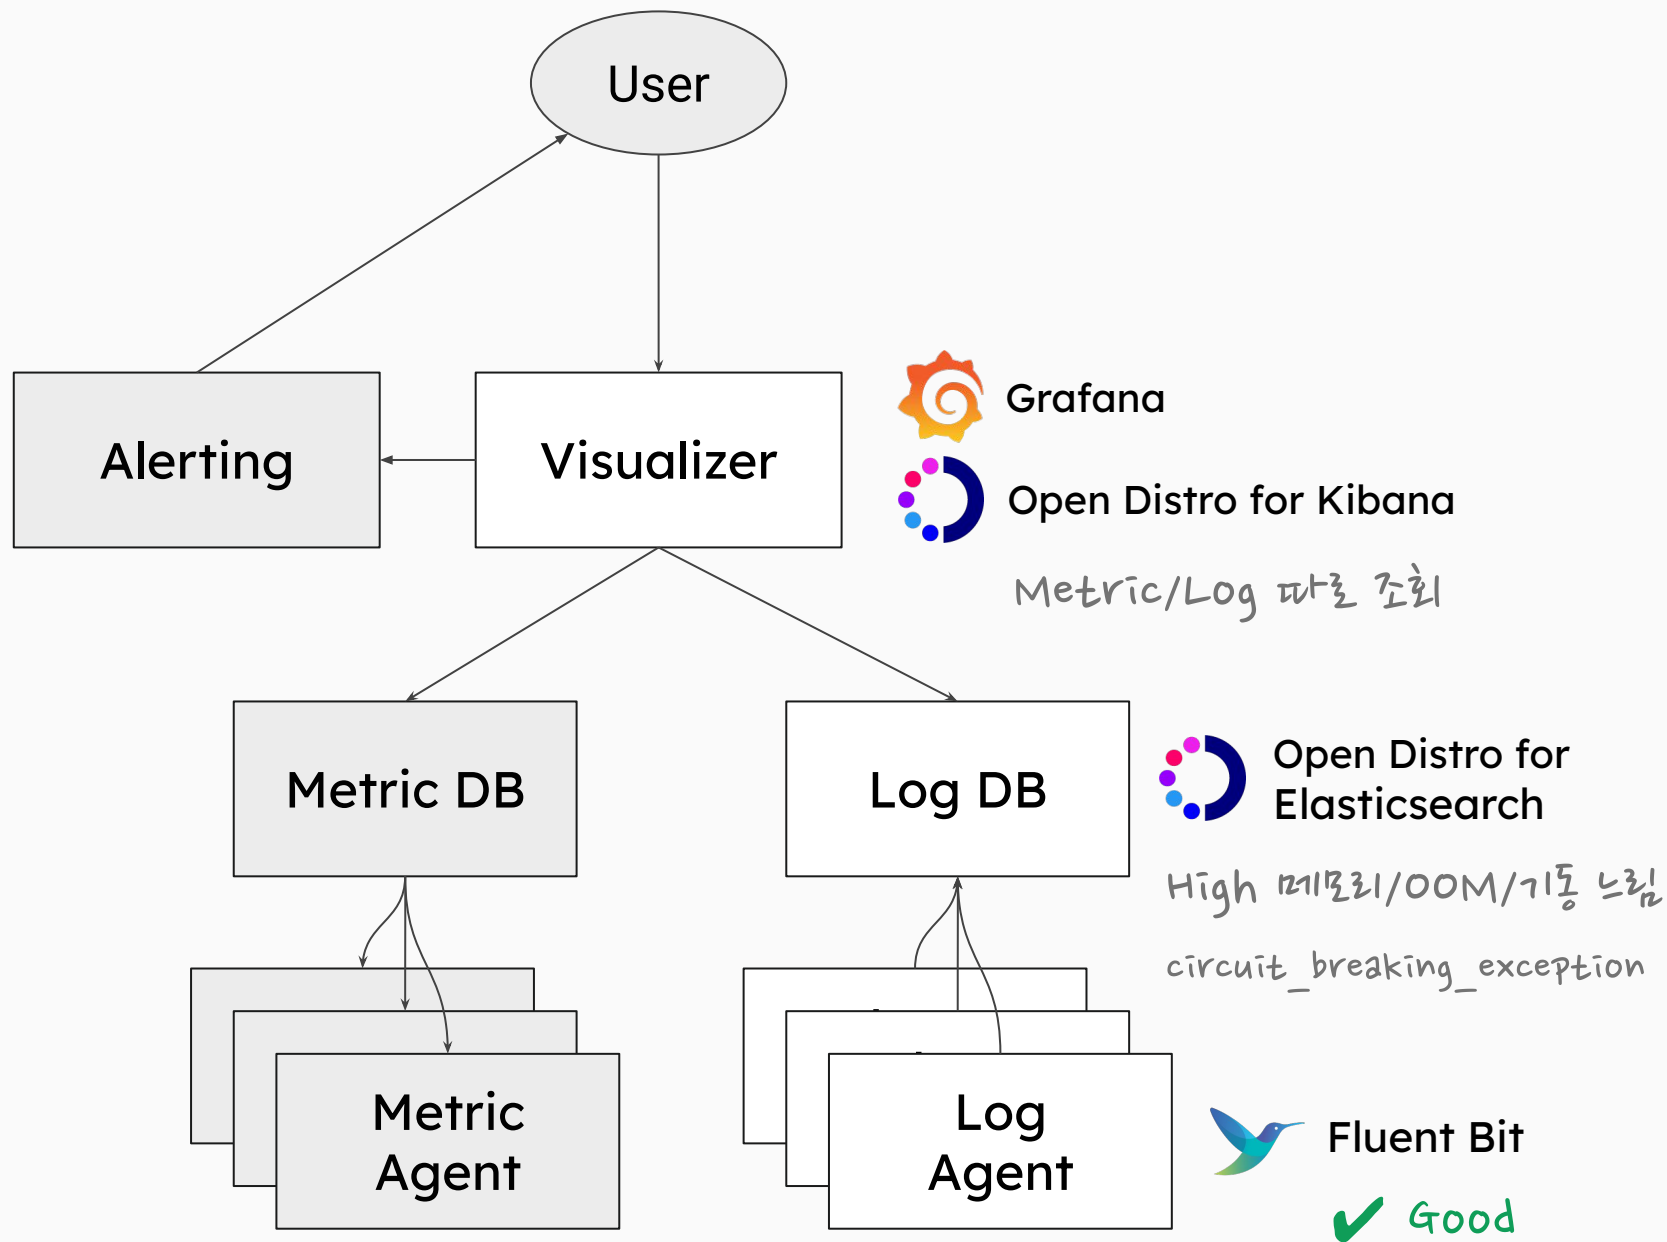 User
Alerting
Visualizer
Grafana
Open Distro for Kibana
Metric/Log 따로 조회
Metric DB
Log DB
Open Distro for
Elasticsearch
High 메모리/OOM/기동 느림
circuit_breaking_exception
Metric
Agent
Log
Agent
Fluent Bit
✔ Good